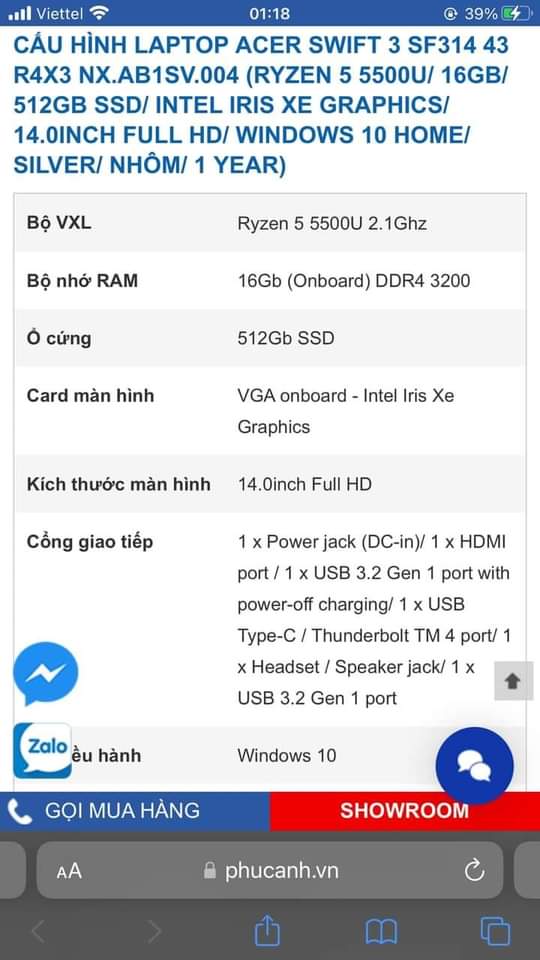 Viettel 01:18 39%
CẤU HÌNH LAPTOP ACER SWIFT 3 SF314 43
R4X3 NX.AB1SV.004 (RYZEN 5 5500U/ 16GB/
512GB SSD/ INTEL IRIS XE GRAPHICS/
14.0INCH FULL HD/ WINDOWS 10 HOME/
SILVER/ NHÔM/ 1 YEAR)
Bộ VXL Ryzen 5 5500U 2.1Ghz
Bộ nhớ RAM 16Gb (Onboard) DDR4 3200
Ổ cứng 512Gb SSD
Card màn hình VGA onboard - Intel Iris Xe
Graphics
Kích thước màn hình 14.0inch Full HD
Cổng giao tiếp 1 x Power jack (DC-in)/ 1 x HDMI
port / 1 x USB 3.2 Gen 1 port with
power-off charging/ 1 x USB
Type-C / Thunderbolt TM 4 port/ 1
x Headset / Speaker jack/ 1 x
USB 3.2 Gen 1 port
Zalo
ều hành Windows 10
GỌI MUA HÀNG SHOWROOM
AA phucanh.vn